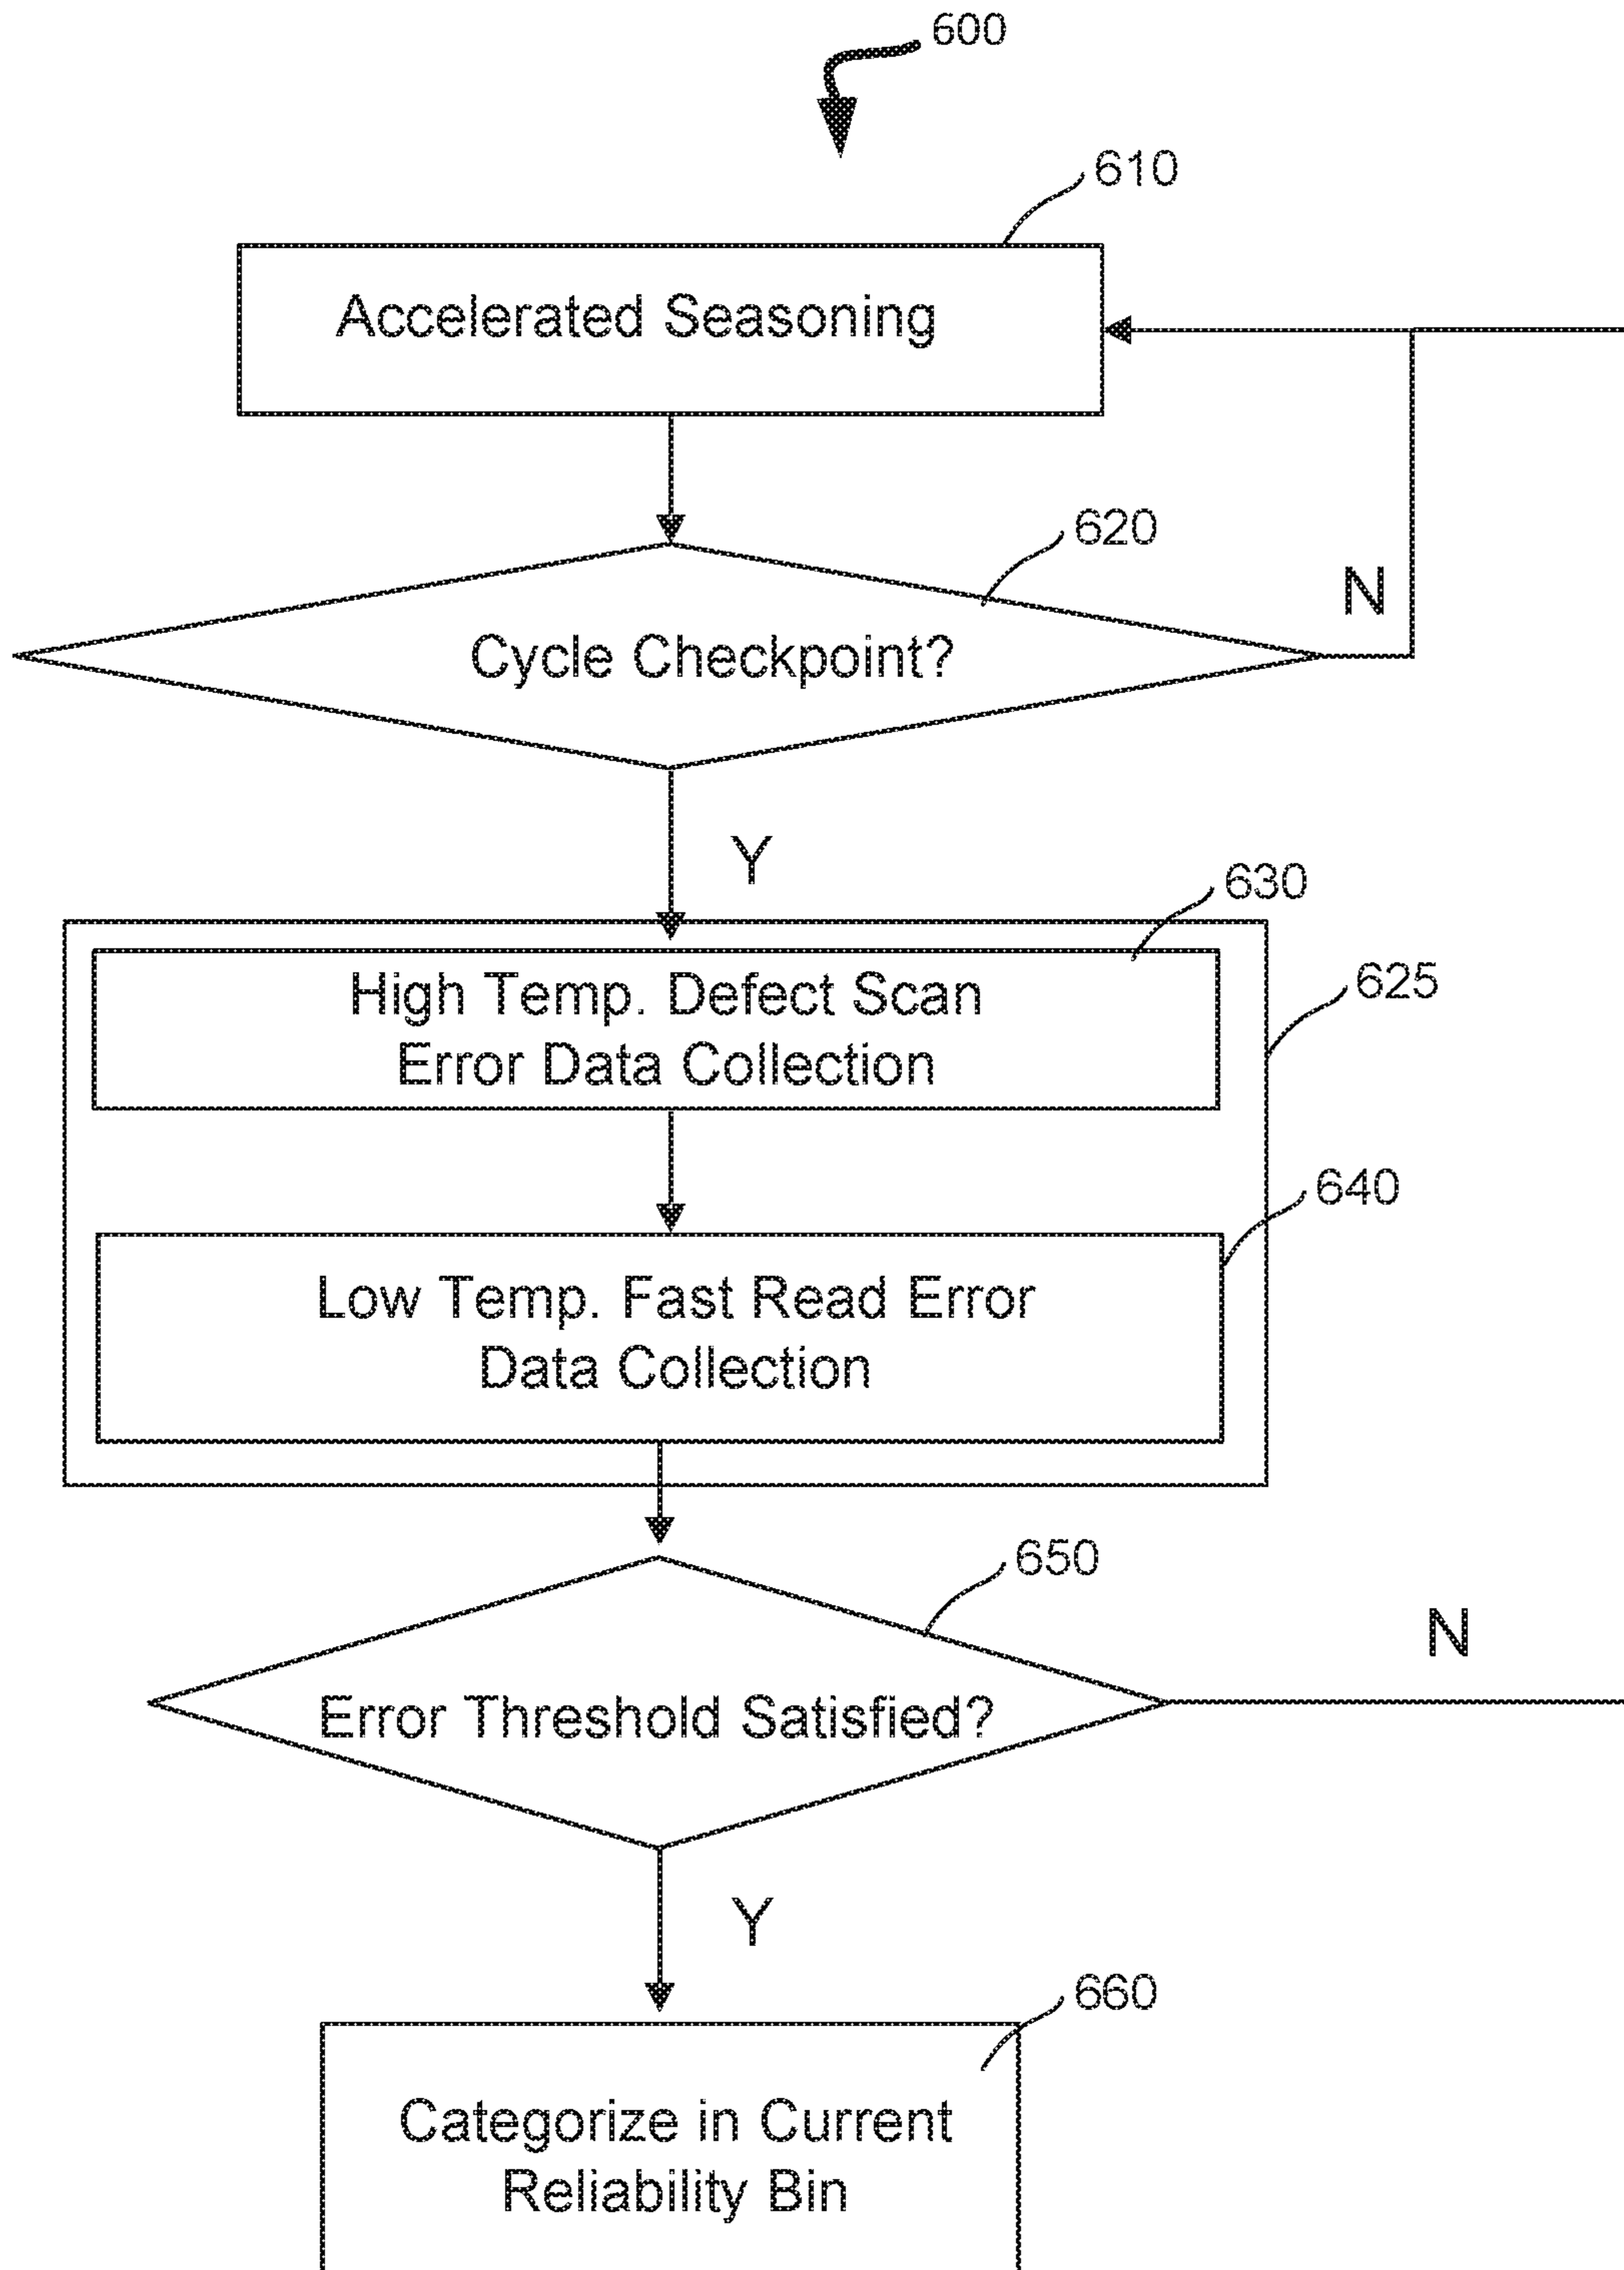 600
610
Accelerated Seasoning
620
N
Cycle Checkpoint?
Y
630
High Temp. Defect Scan
Error Data Collection
625
640
Low Temp. Fast Read Error
Data Collection
650
N
Error Threshold Satisfied?
Y
660
Categorize in Current
Reliability Bin